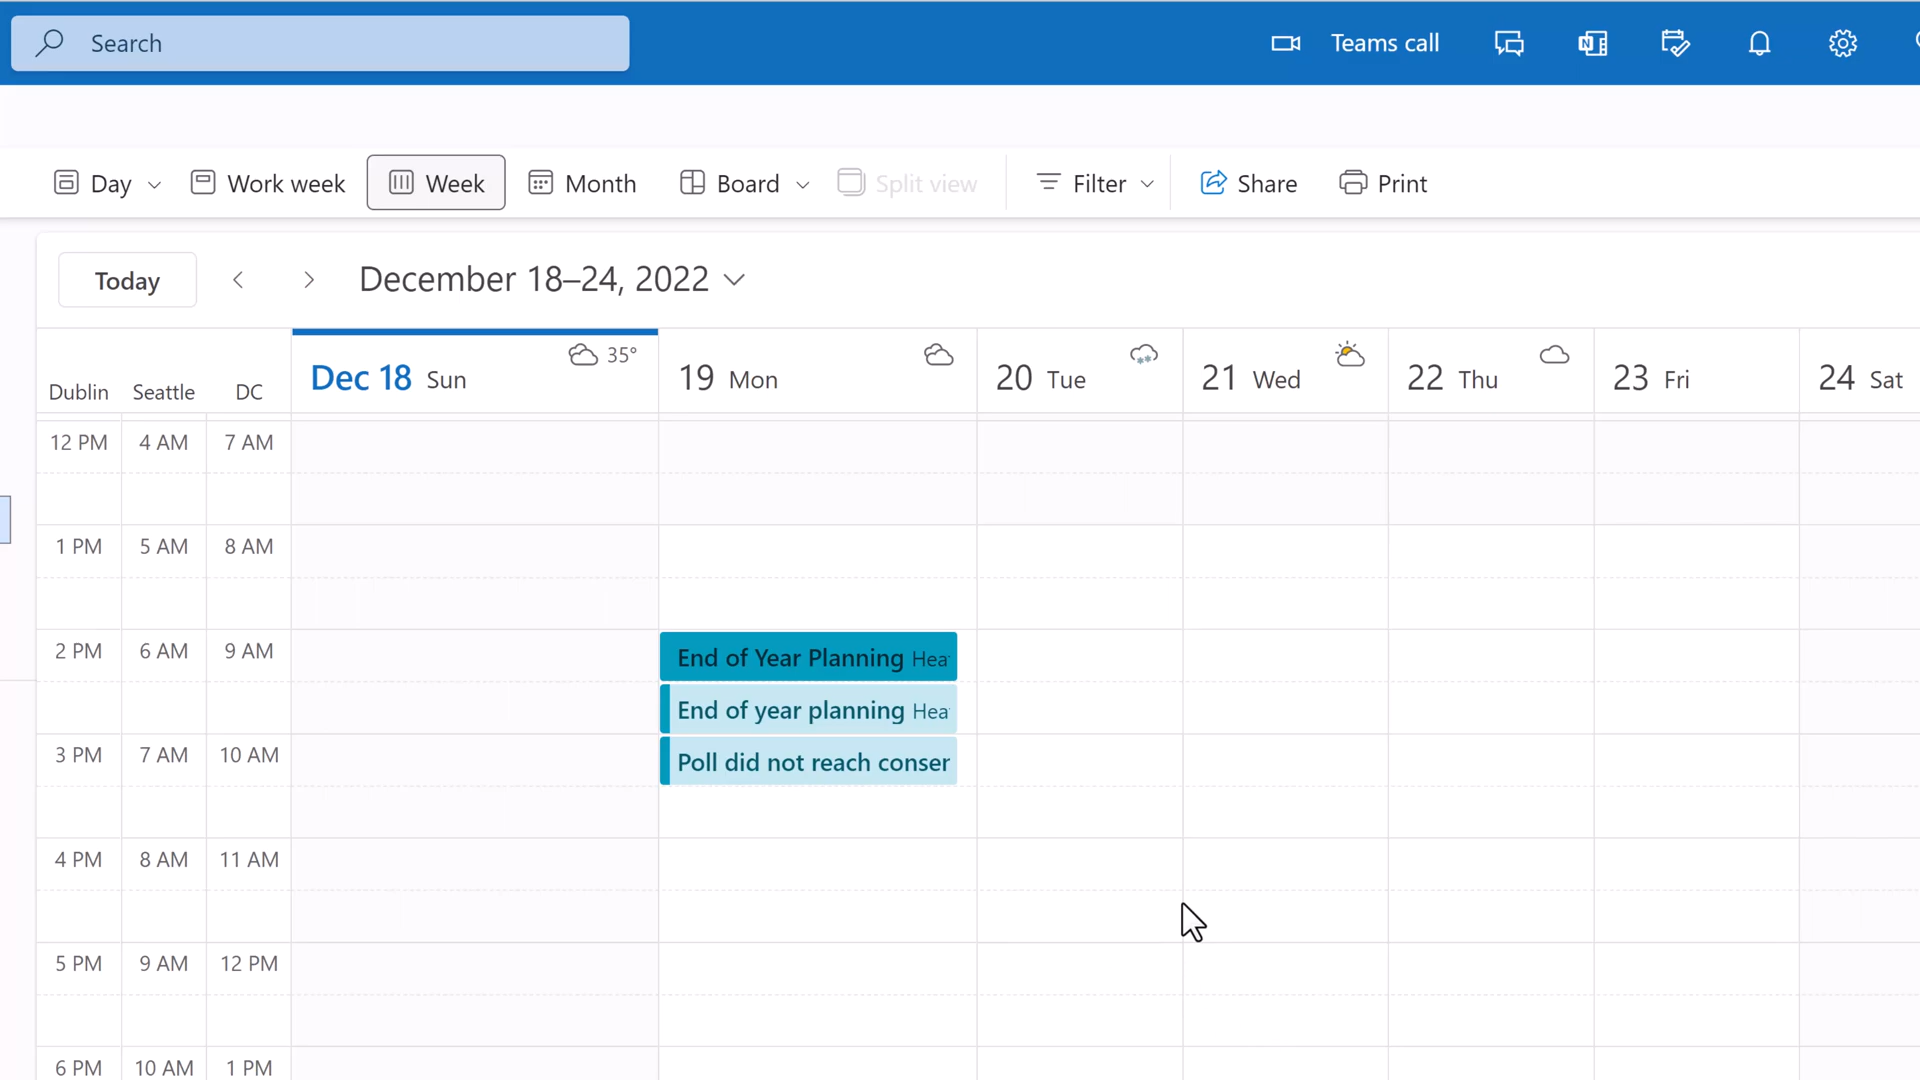 Search
Teams call
Day
Work week
Week
Month
Board
Split view
Filter
Share
Print
Today
December 18–24, 2022
Dublin Seattle DC
Dec 18 Sun 35°
19 Mon
20 Tue
21 Wed
22 Thu
23 Fri
24 Sat
12 PM 4 AM 7 AM
1 PM 5 AM 8 AM
2 PM 6 AM 9 AM
End of Year Planning Hea
End of year planning Hea
3 PM 7 AM 10 AM
Poll did not reach conser
4 PM 8 AM 11 AM
5 PM 9 AM 12 PM
6 PM 10 AM 1 PM